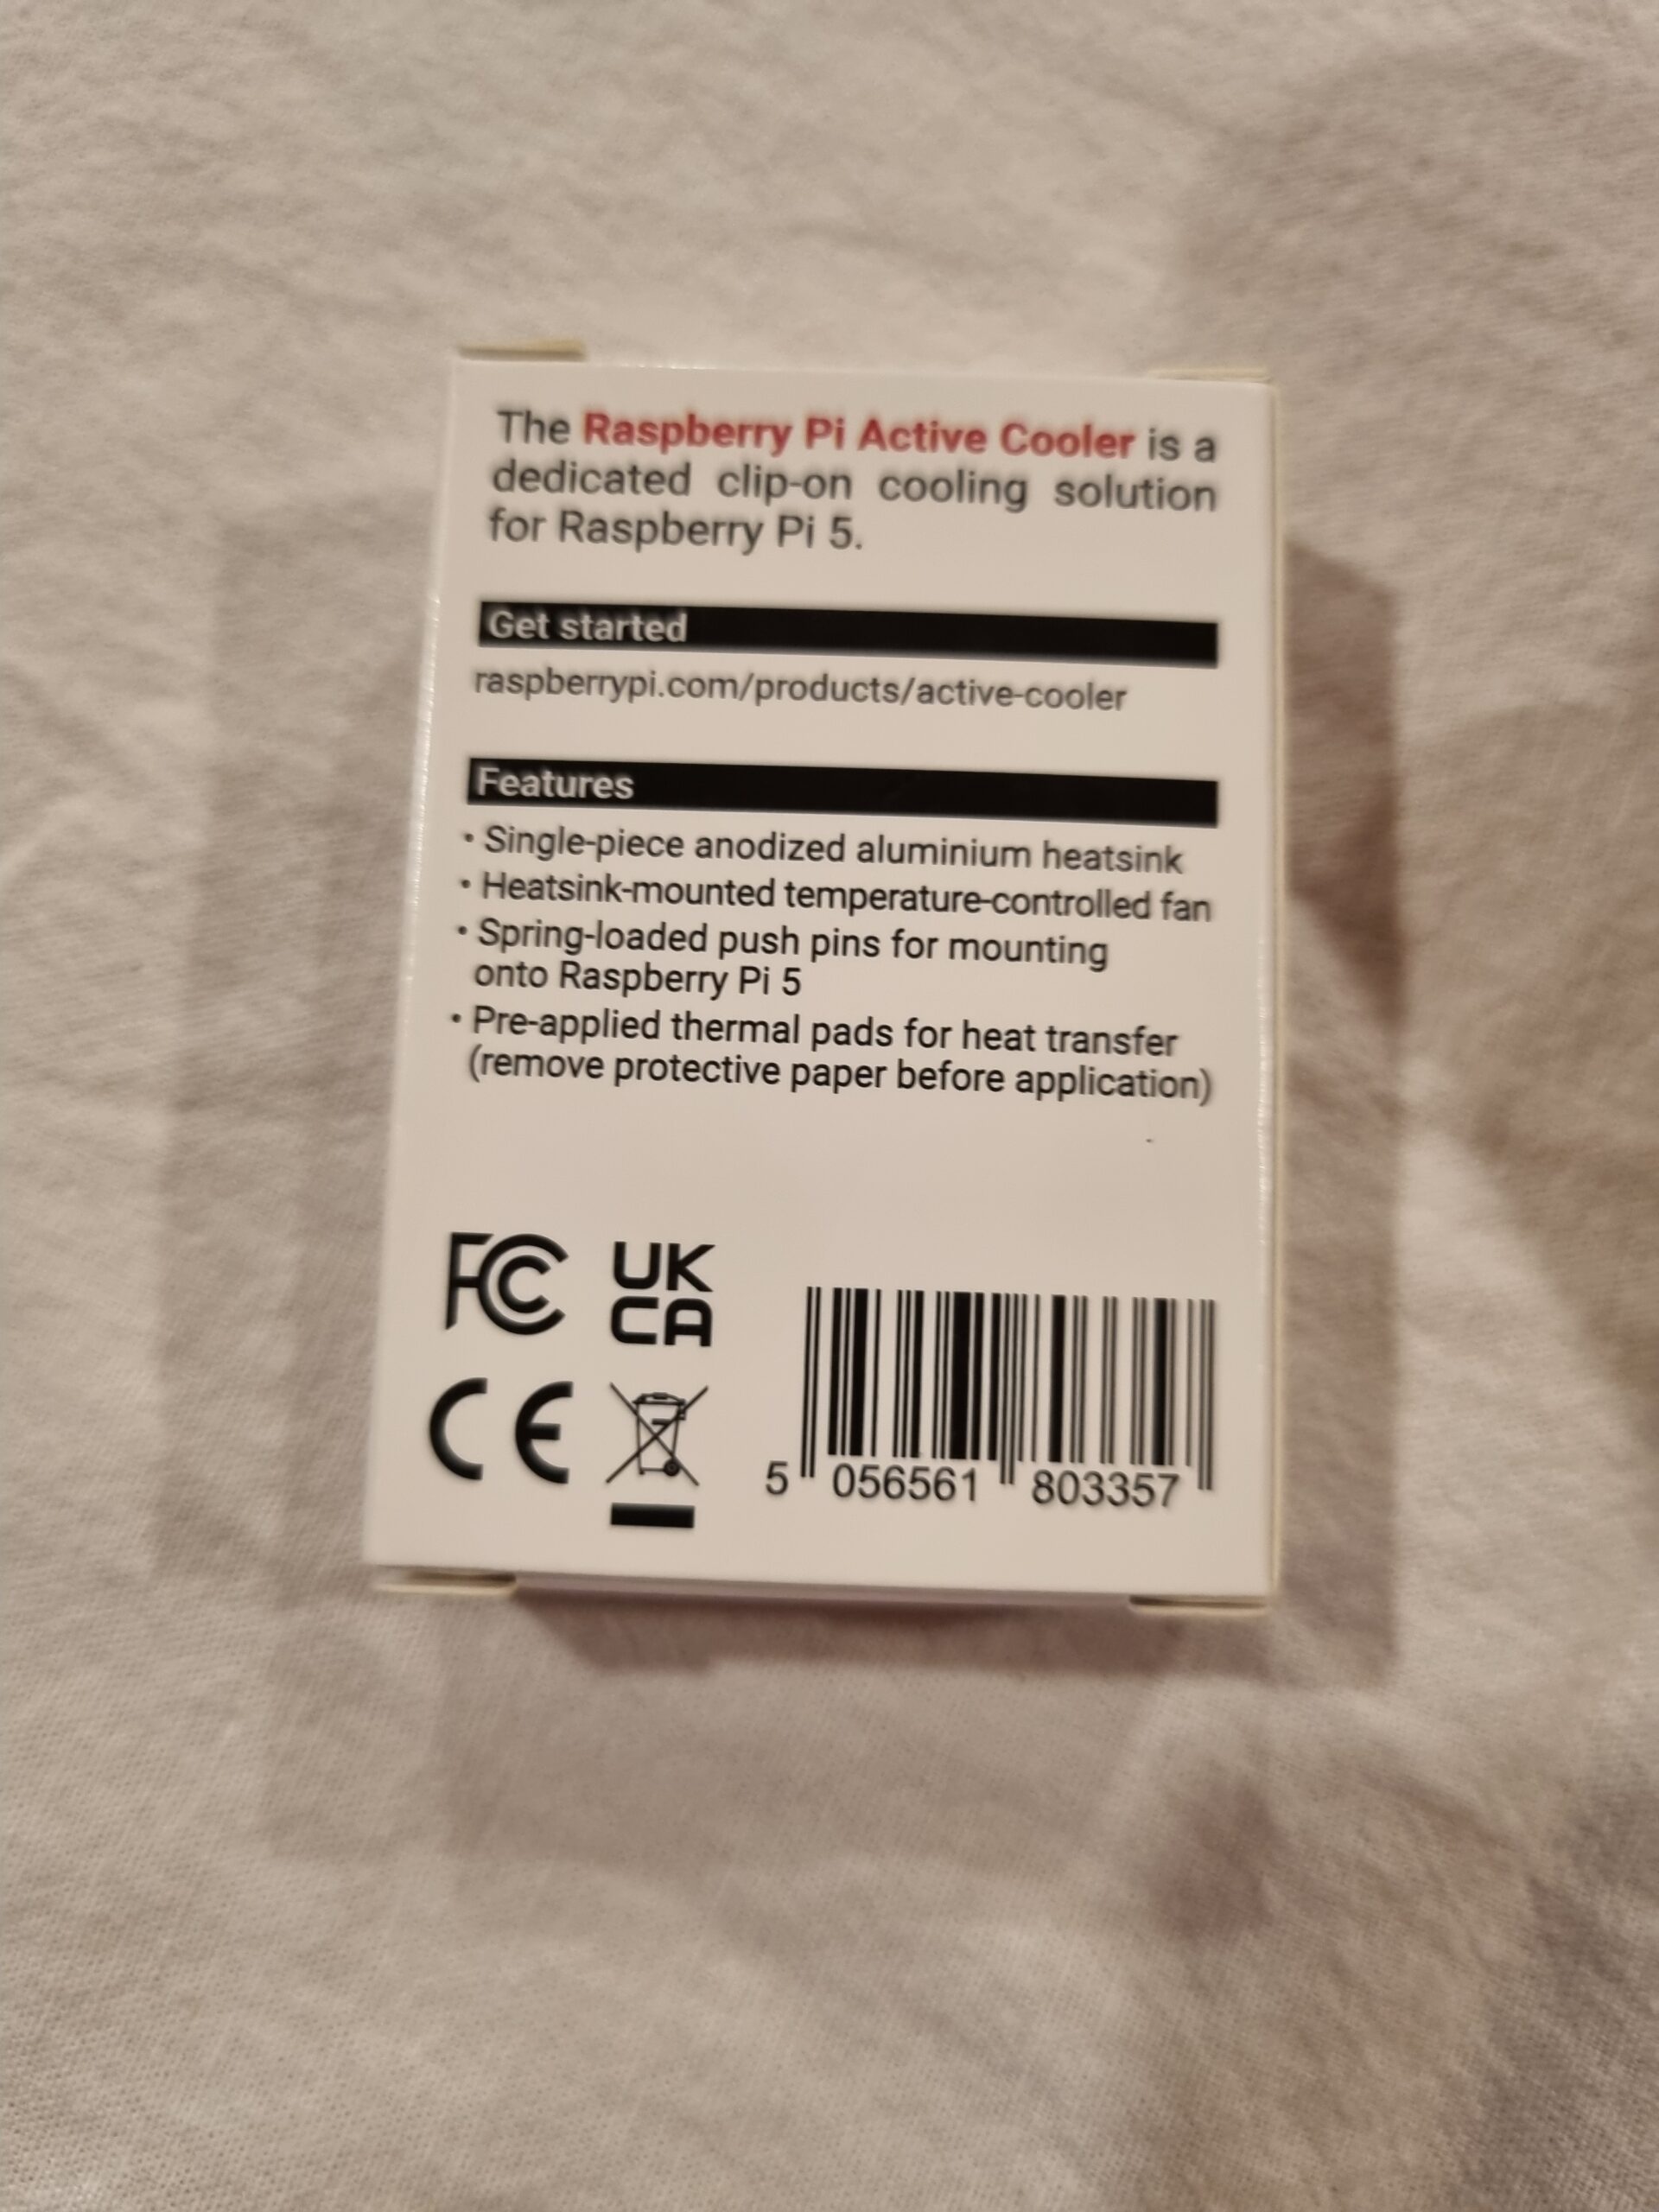 The Raspberry Pi Active Cooler is a
dedicated clip-on cooling solution
for Raspberry Pi 5.
Get started
raspberrypi.com/products/active-cooler
Features
• Single-piece anodized aluminium heatsink
• Heatsink-mounted temperature-controlled fan
• Spring-loaded push pins for mounting
onto Raspberry Pi 5
• Pre-applied thermal pads for heat transfer
(remove protective paper before application)
FC
UK
CA
CE
5 056561 803357